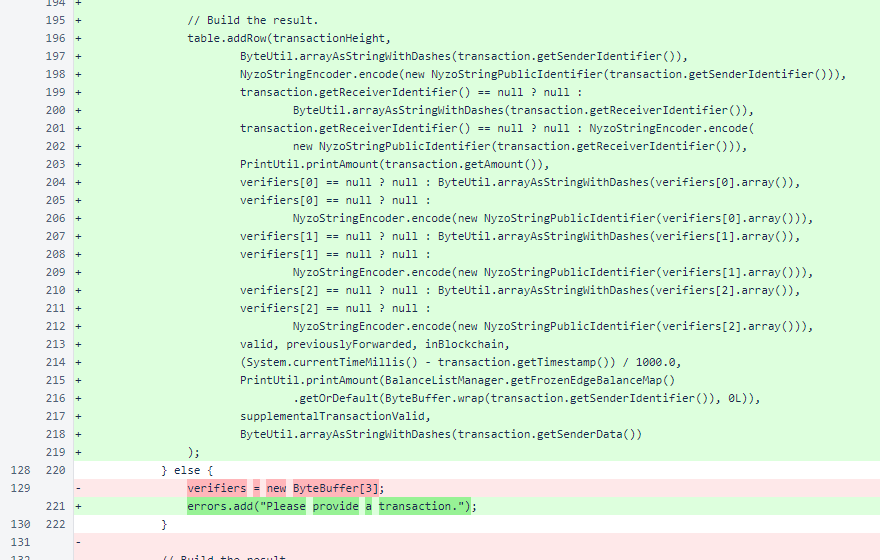 194 +
195 + // Build the result.
196 + table.addRow(transactionHeight,
197 + ByteUtil.arrayAsStringWithDashes(transaction.getSenderIdentifier()),
198 + NyzoStringEncoder.encode(new NyzoStringPublicIdentifier(transaction.getSenderIdentifier())),
199 + transaction.getReceiverIdentifier() == null ? null :
200 + ByteUtil.arrayAsStringWithDashes(transaction.getReceiverIdentifier()),
201 + transaction.getReceiverIdentifier() == null ? null : NyzoStringEncoder.encode(
202 + new NyzoStringPublicIdentifier(transaction.getReceiverIdentifier())),
203 + PrintUtil.printAmount(transaction.getAmount()),
204 + verifiers[0] == null ? null : ByteUtil.arrayAsStringWithDashes(verifiers[0].array()),
205 + verifiers[0] == null ? null :
206 + NyzoStringEncoder.encode(new NyzoStringPublicIdentifier(verifiers[0].array())),
207 + verifiers[1] == null ? null : ByteUtil.arrayAsStringWithDashes(verifiers[1].array()),
208 + verifiers[1] == null ? null :
209 + NyzoStringEncoder.encode(new NyzoStringPublicIdentifier(verifiers[1].array())),
210 + verifiers[2] == null ? null : ByteUtil.arrayAsStringWithDashes(verifiers[2].array()),
211 + verifiers[2] == null ? null :
212 + NyzoStringEncoder.encode(new NyzoStringPublicIdentifier(verifiers[2].array())),
213 + valid, previouslyForwarded, inBlockchain,
214 + (System.currentTimeMillis() - transaction.getTimestamp()) / 1000.0,
215 + PrintUtil.printAmount(BalanceListManager.getFrozenEdgeBalanceMap()
216 + .getOrDefault(ByteBuffer.wrap(transaction.getSenderIdentifier()), 0L)),
217 + supplementalTransactionValid,
218 + ByteUtil.arrayAsStringWithDashes(transaction.getSenderData())
219 + );
128 220 } else {
129 - verifiers = new ByteBuffer[3];
221 + errors.add("Please provide a transaction.");
130 222 }
131 -
132 // Build the result.